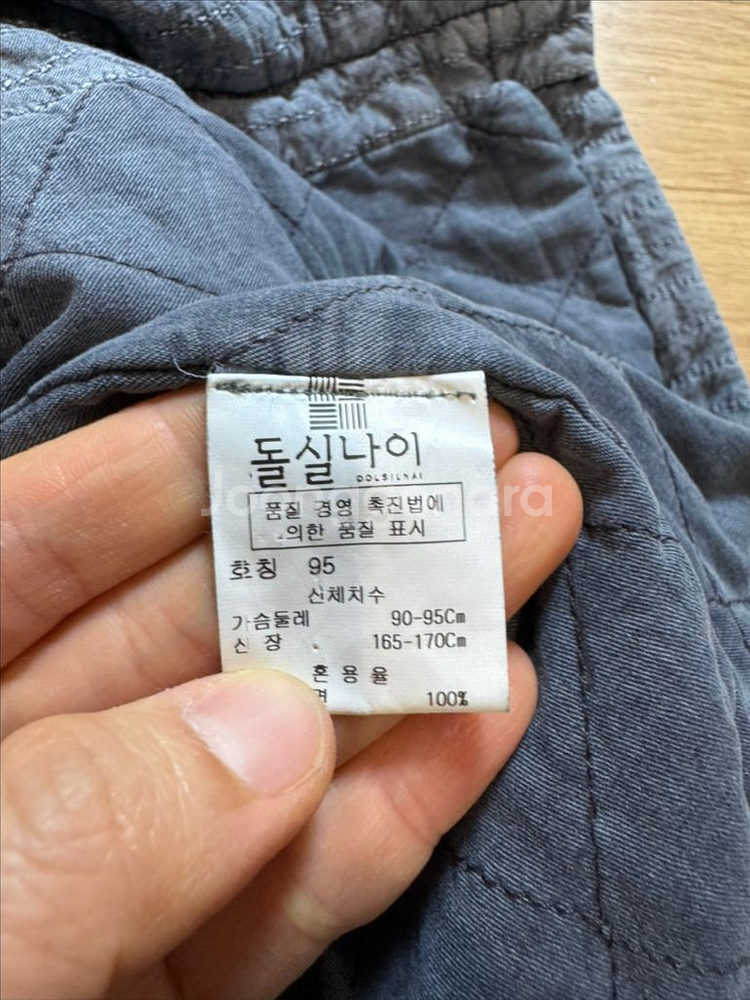 돌실나이
DOLSILNAI
Joongonara
품질 경영 촉진법에
의한 품질 표시
호칭 95
신체치수
가슴둘레 90-95Cm
신 장 165-170Cm
혼 용 율
면 100%